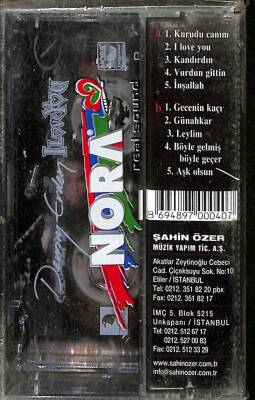 a 1. Kurudu canım
2. I love you
3. Kandırdın
4. Vurdun gittin
5. İnşallah
b 1. Gecenin kaçı
2. Günahkar
3. Leylim
4. Böyle gelmiş
böyle geçer
5. Aşk olsun
8 694897 000407
ŞAHİN ÖZER
MÜZİK YAPIM TİC. A.Ş.
Akatlar Zeytinoğlu Cebeci
Cad. Çiçeksuyu Sok. No:10
Etiler / İSTANBUL
Tel: 0212. 351 82 20 pbx
Fax: 0212. 351 82 17
İMÇ 5. Blok 5215
Unkapanı / İSTANBUL
Tel: 0212. 512 67 17
0212. 527 00 83
Fax: 0212. 512 33 29
www.sahinozer.com
www.sahinozer.com.tr
NORA
real sound